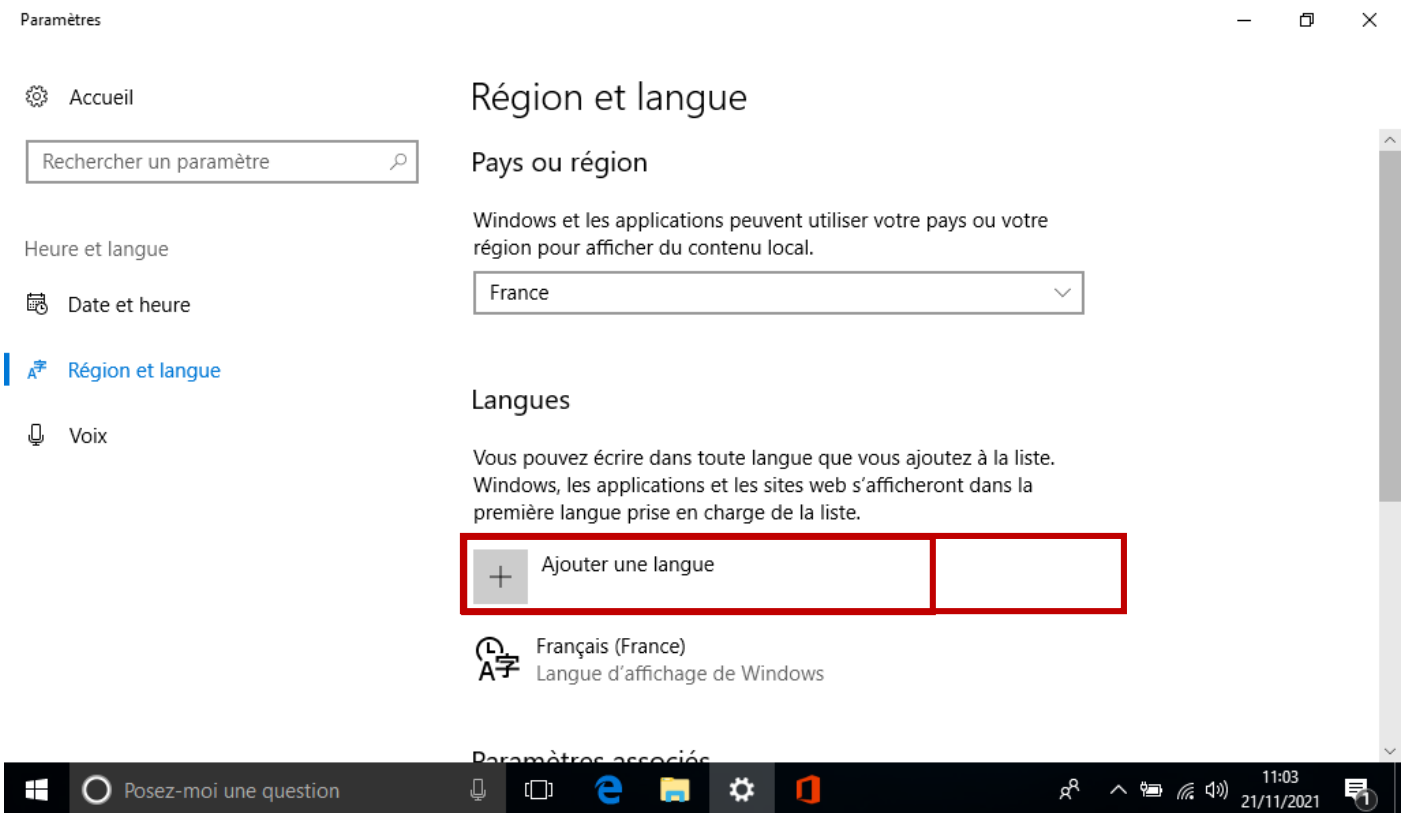 Paramètres
Accueil
Rechercher un paramètre
Heure et langue
Date et heure
Région et langue
Voix
Région et langue
Pays ou région
Windows et les applications peuvent utiliser votre pays ou votre
région pour afficher du contenu local.
France
Langues
Vous pouvez écrire dans toute langue que vous ajoutez à la liste.
Windows, les applications et les sites web s’afficheront dans la
première langue prise en charge de la liste.
Ajouter une langue
Français (France)
Langue d’affichage de Windows
Paramètres associés
Posez-moi une question
11:03
21/11/2021
1